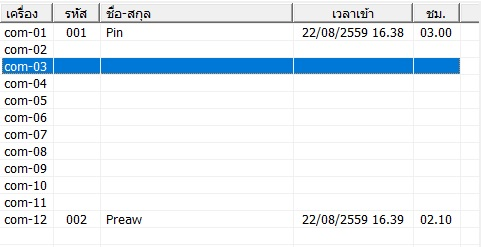 เครื่อง รหัส ชื่อ-สกุล เวลาเข้า ชม.
com-01 001 Pin 22/08/2559 16.38 03.00
com-02
com-03
com-04
com-05
com-06
com-07
com-08
com-09
com-10
com-11
com-12 002 Preaw 22/08/2559 16.39 02.10